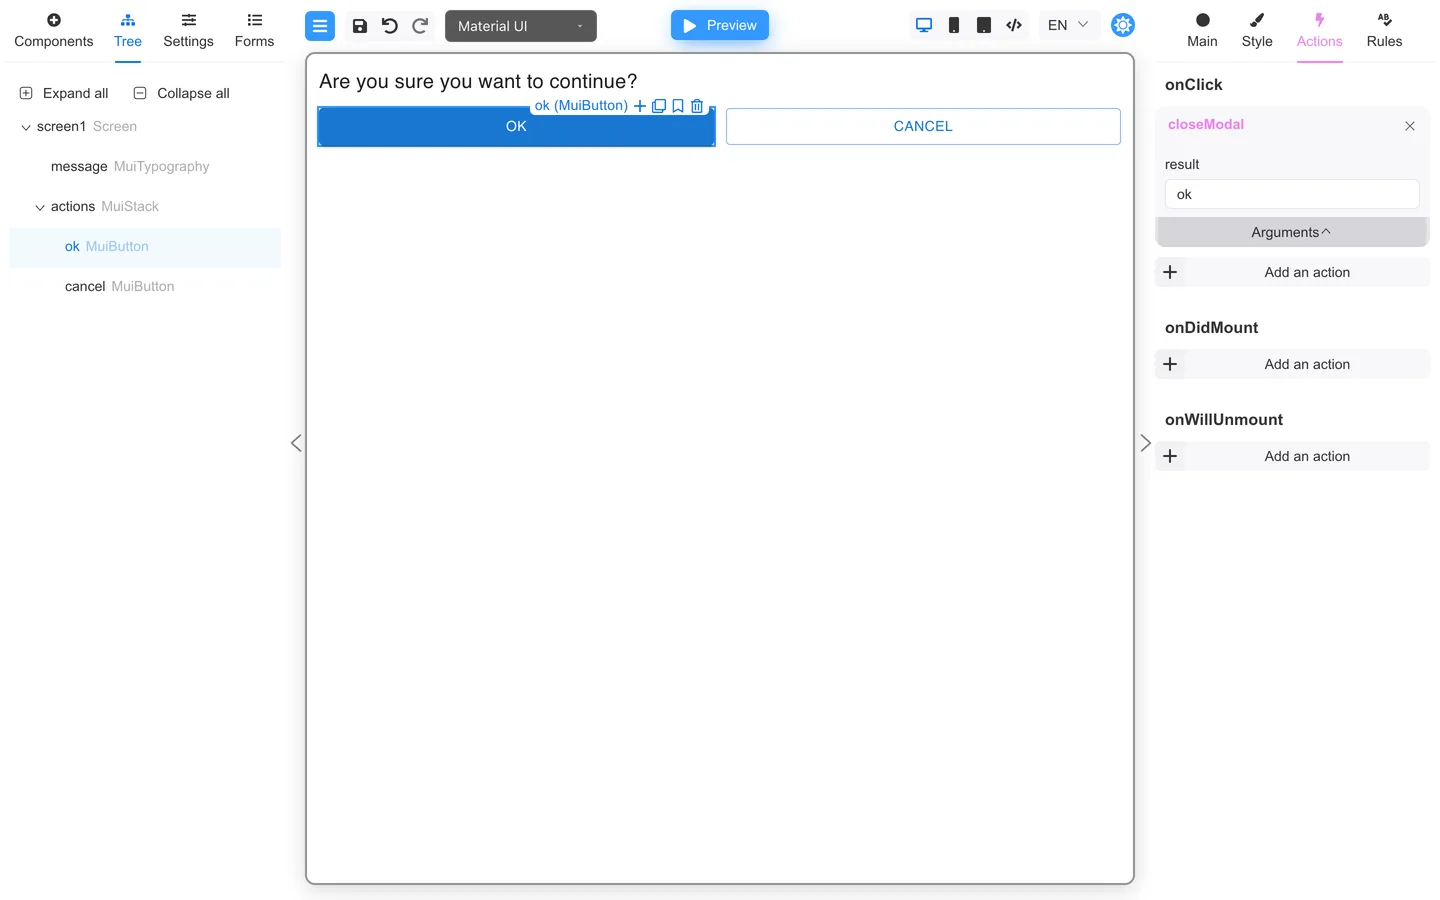 Components Tree Settings Forms
Material UI
Preview
EN
Main Style Actions Rules
Expand all Collapse all
screen1 Screen
message MuiTypography
actions MuiStack
ok MuiButton
cancel MuiButton
Are you sure you want to continue?
ok (MuiButton)
OK
CANCEL
onClick
closeModal
result
ok
Arguments
Add an action
onDidMount
Add an action
onWillUnmount
Add an action